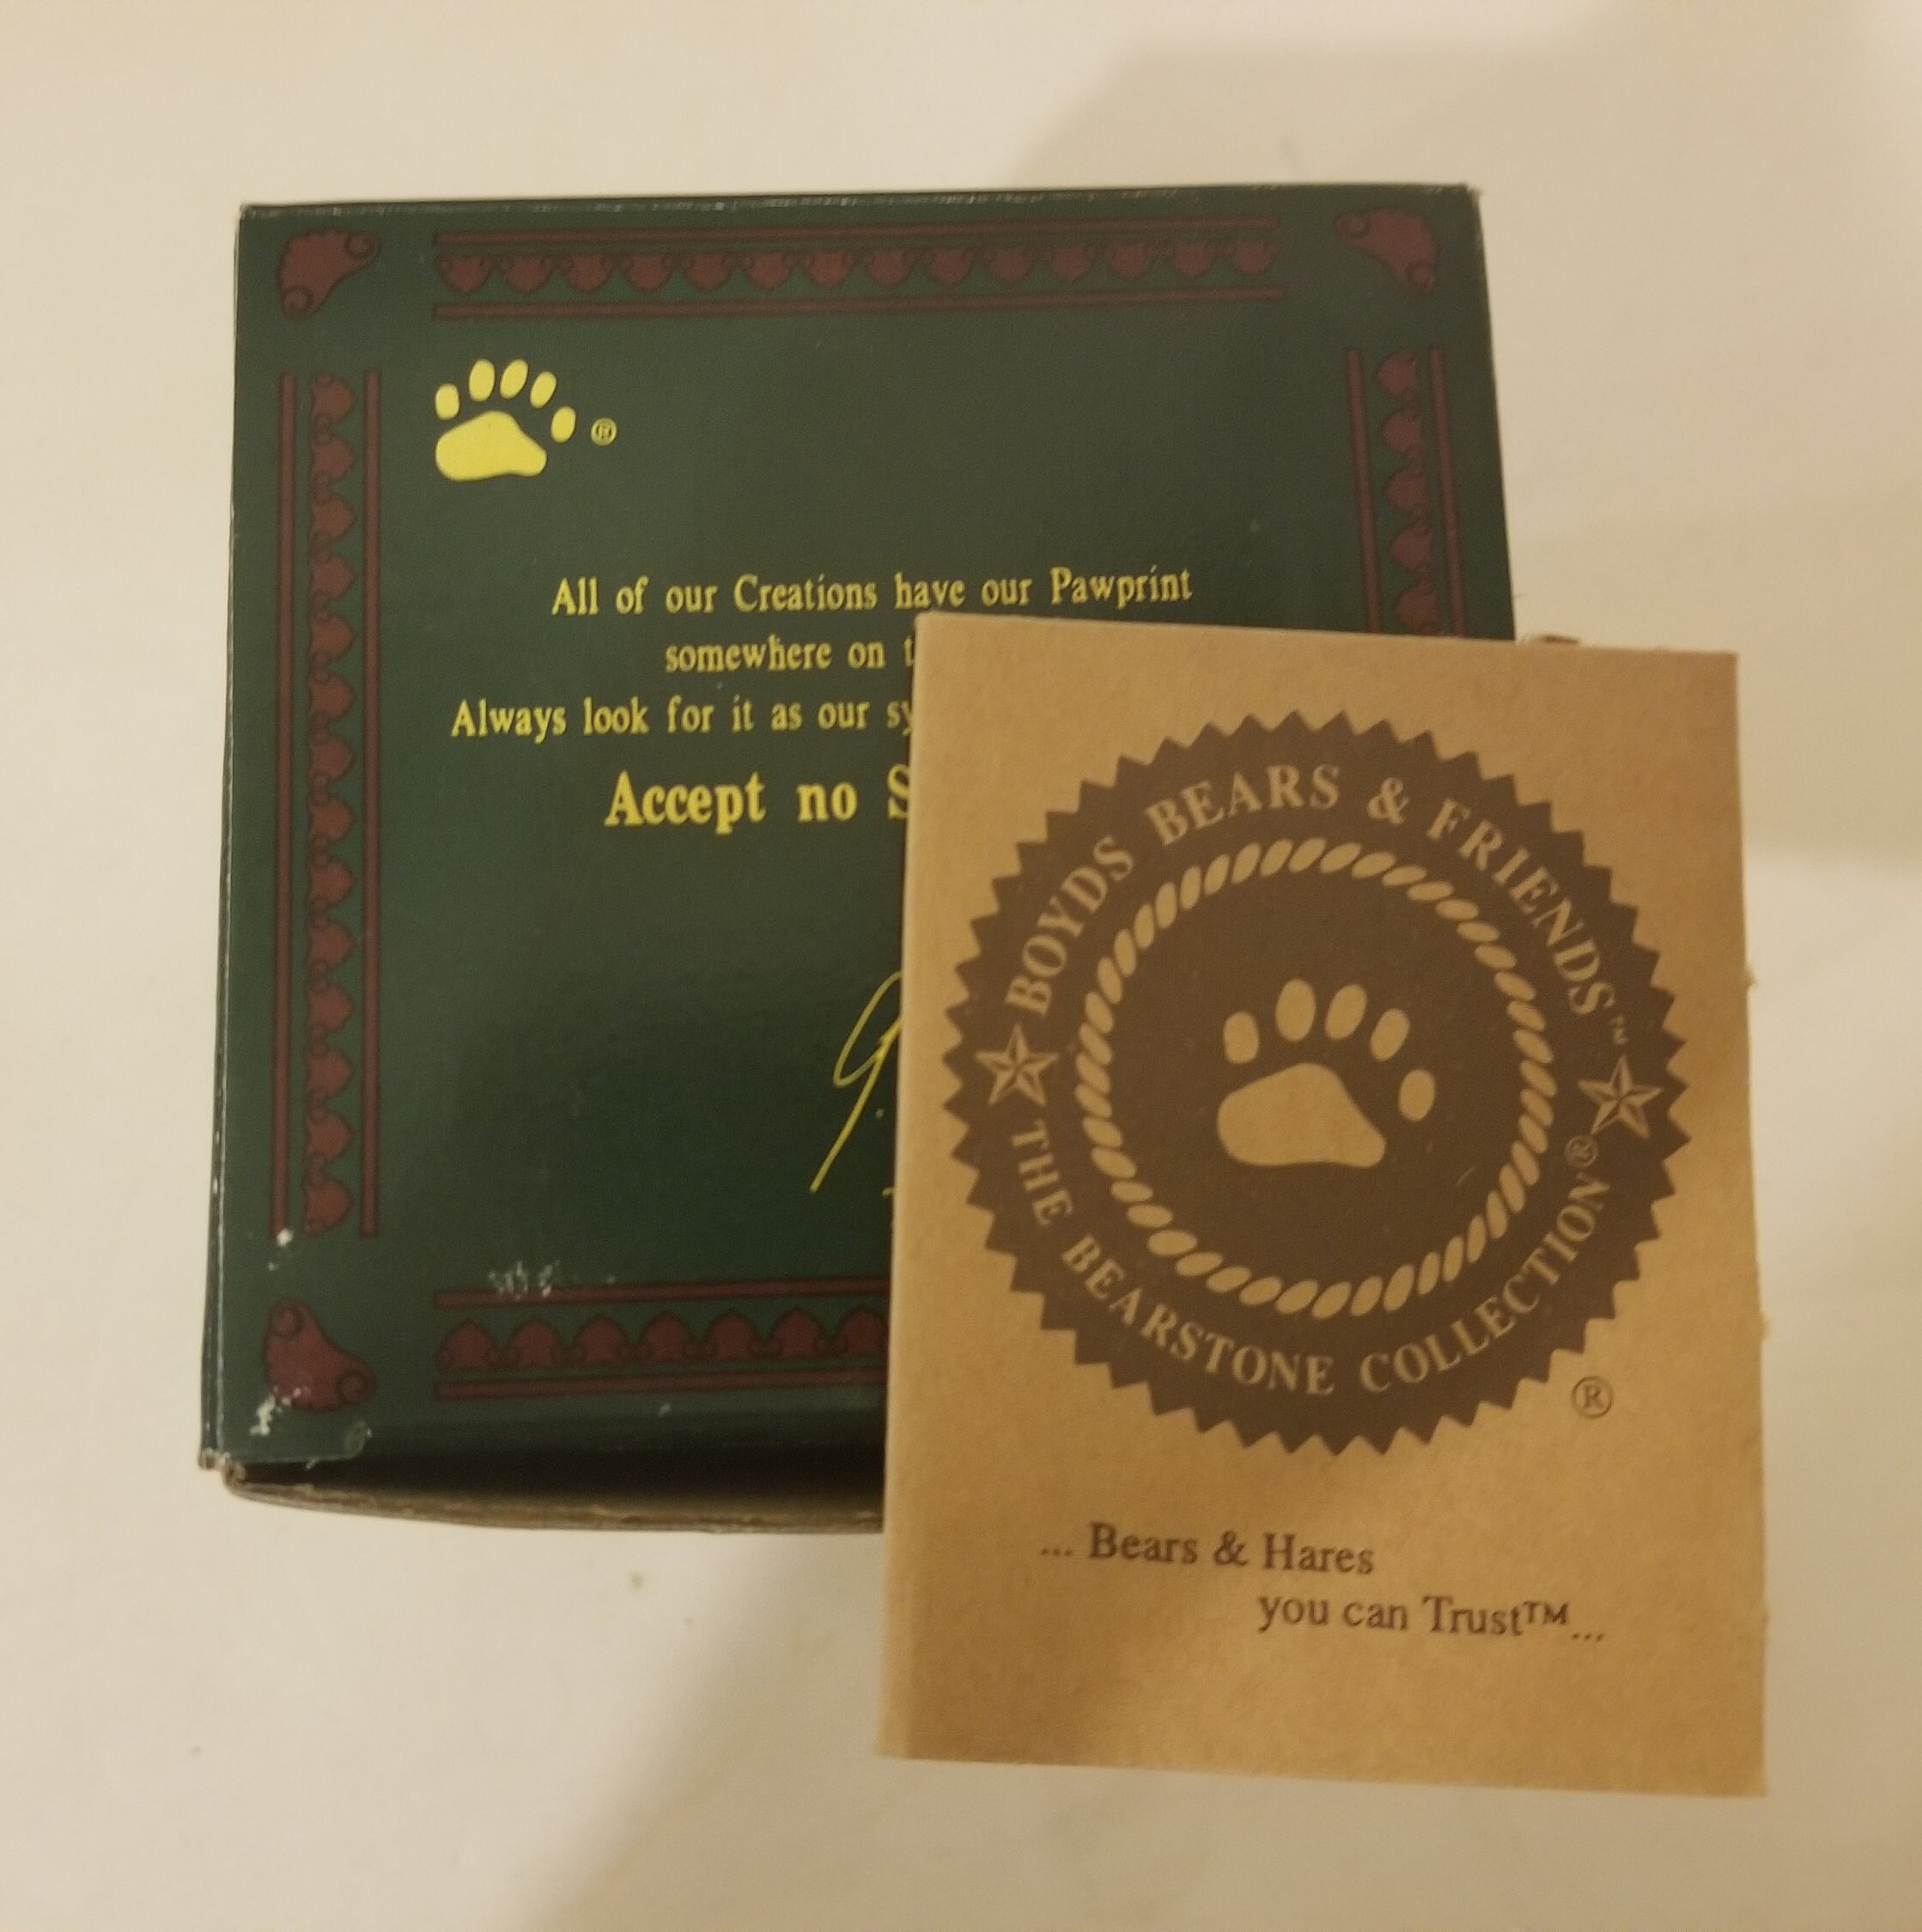 ®
All of our Creations have our Pawprint
somewhere on
Always look for it as our
Accept no
BOYDS BEARS & FRIENDS™
THE BEARSTONE COLLECTION®
®
... Bears & Hares
you can Trust™...